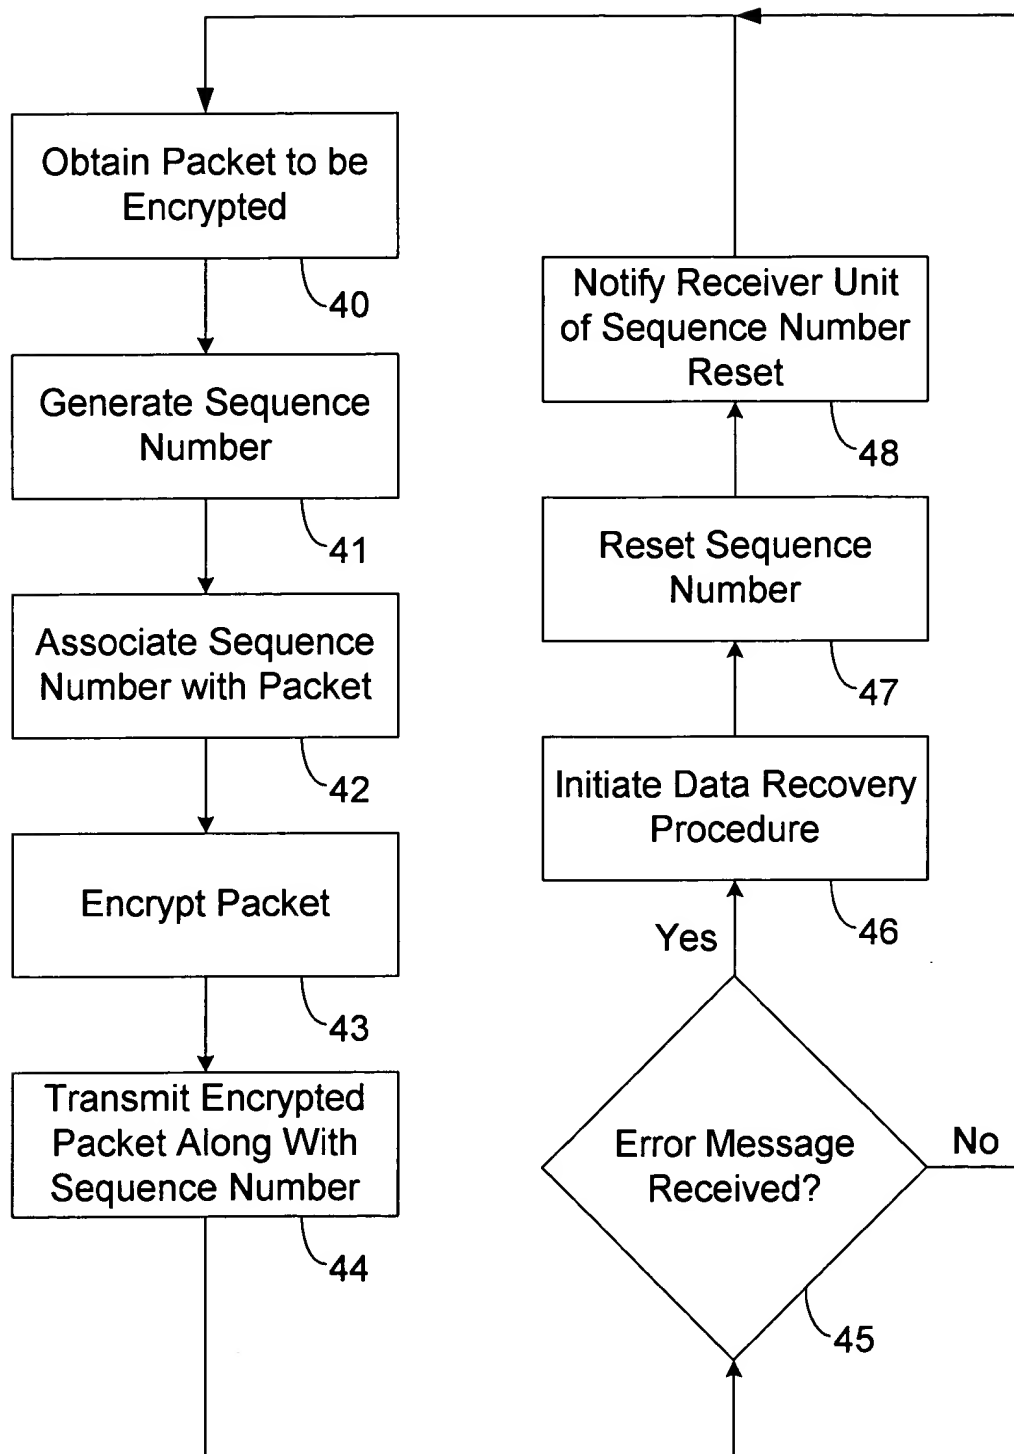 Obtain Packet to be
Encrypted
40
Generate Sequence
Number
41
Associate Sequence
Number with Packet
42
Encrypt Packet
43
Transmit Encrypted
Packet Along With
Sequence Number
44
Notify Receiver Unit
of Sequence Number
Reset
48
Reset Sequence
Number
47
Initiate Data Recovery
Procedure
46
Yes
Error Message
Received?
No
45